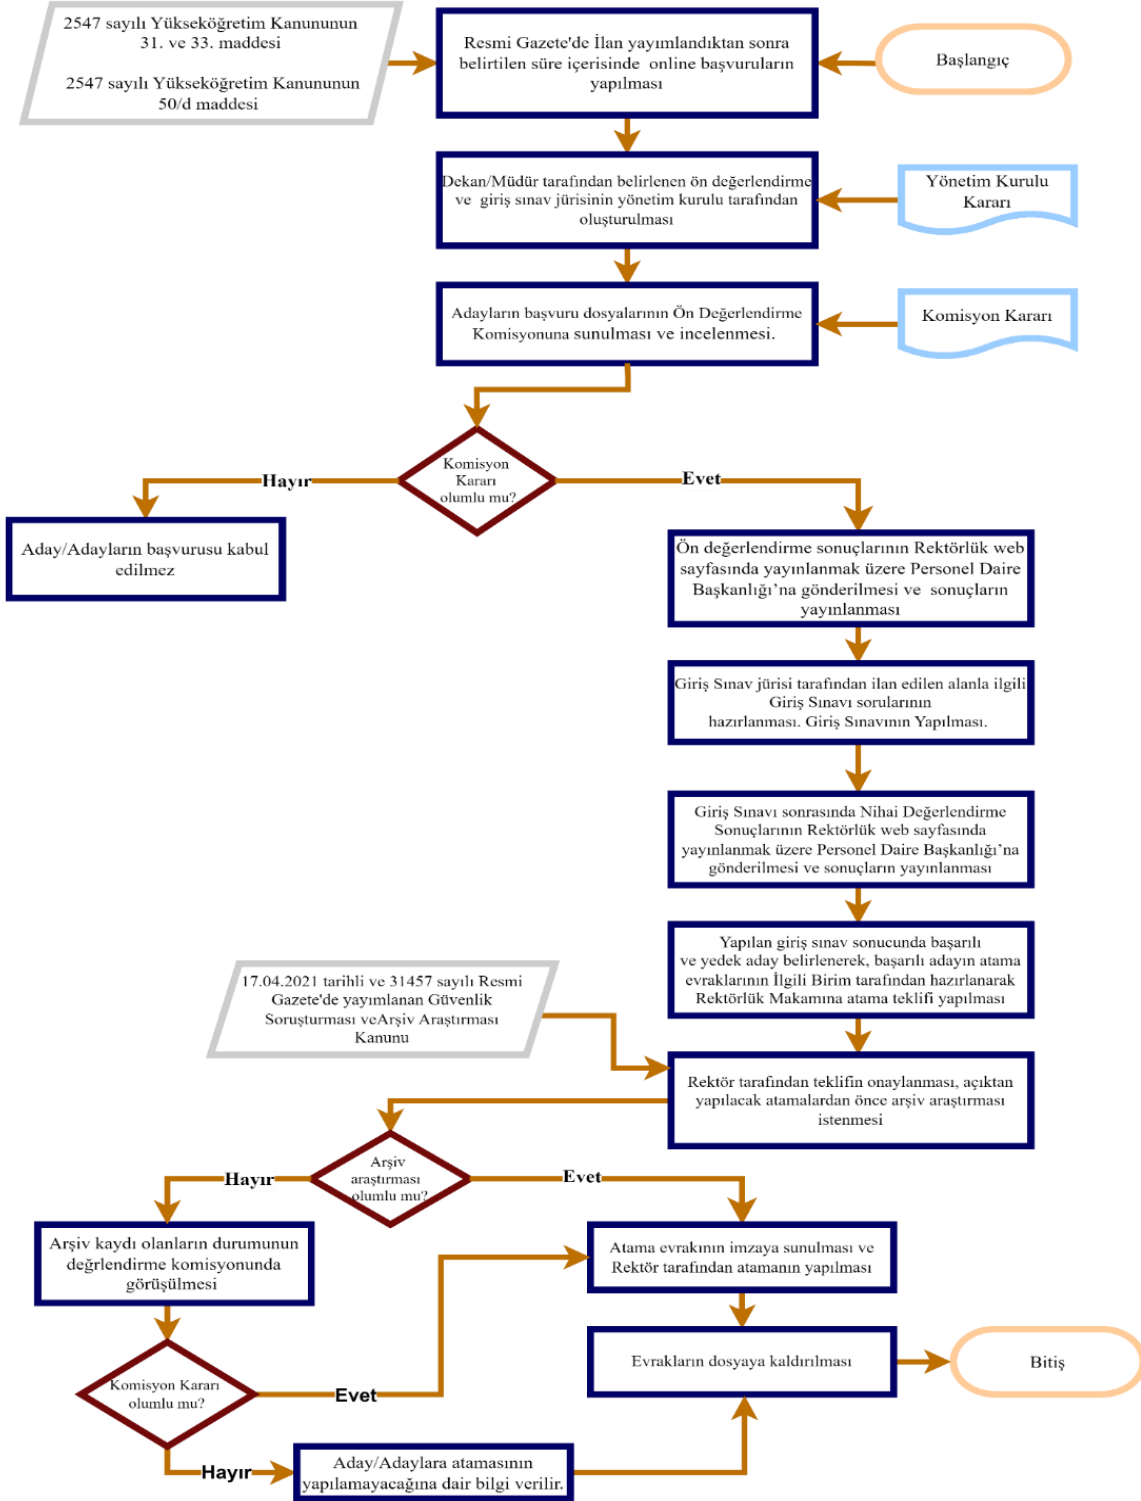 2547 sayılı Yükseköğretim Kanununun
31. ve 33. maddesi
2547 sayılı Yükseköğretim Kanununun
50/d maddesi
Resmi Gazete'de İlan yayımlandıktan sonra
belirtilen süre içerisinde online başvuruların
yapılması
Başlangıç
Dekan/Müdür tarafından belirlenen ön değerlendirme
ve giriş sınav jürisinin yönetim kurulu tarafından
oluşturulması
Yönetim Kurulu
Kararı
Adayların başvuru dosyalarının Ön Değerlendirme
Komisyonuna sunulması ve incelenmesi.
Komisyon Kararı
Komisyon
Kararı
olumlu mu?
Hayır
Evet
Aday/Adayların başvurusu kabul
edilmez
Ön değerlendirme sonuçlarının Rektörlük web
sayfasında yayınlanmak üzere Personel Daire
Başkanlığı’na gönderilmesi ve sonuçların
yayınlanması
Giriş Sınav jürisi tarafından ilan edilen alanla ilgili
Giriş Sınavı sorularının
hazırlanması. Giriş Sınavının Yapılması.
Giriş Sınavı sonrasında Nihai Değerlendirme
Sonuçlarının Rektörlük web sayfasında
yayınlanmak üzere Personel Daire Başkanlığı’na
gönderilmesi ve sonuçların yayınlanması
Yapılan giriş sınav sonucunda başarılı
ve yedek aday belirlenerek, başarılı adayın atama
evraklarının İlgili Birim tarafından hazırlanarak
Rektörlük Makamına atama teklifi yapılması
17.04.2021 tarihli ve 31457 sayılı Resmi
Gazete'de yayımlanan Güvenlik
Soruşturması veArşiv Araştırması
Kanunu
Rektör tarafından teklifin onaylanması, açıktan
yapılacak atamalardan önce arşiv araştırması
istenmesi
Arşiv
araştırması
olumlu mu?
Hayır
Evet
Arşiv kaydı olanların durumunun
değrlendirme komisyonunda
görüşülmesi
Atama evrakının imzaya sunulması ve
Rektör tarafından atamanın yapılması
Evrakların dosyaya kaldırılması
Bitiş
Komisyon Kararı
olumlu mu?
Evet
Hayır
Aday/Adaylara atamasının
yapılamayacağına dair bilgi verilir.